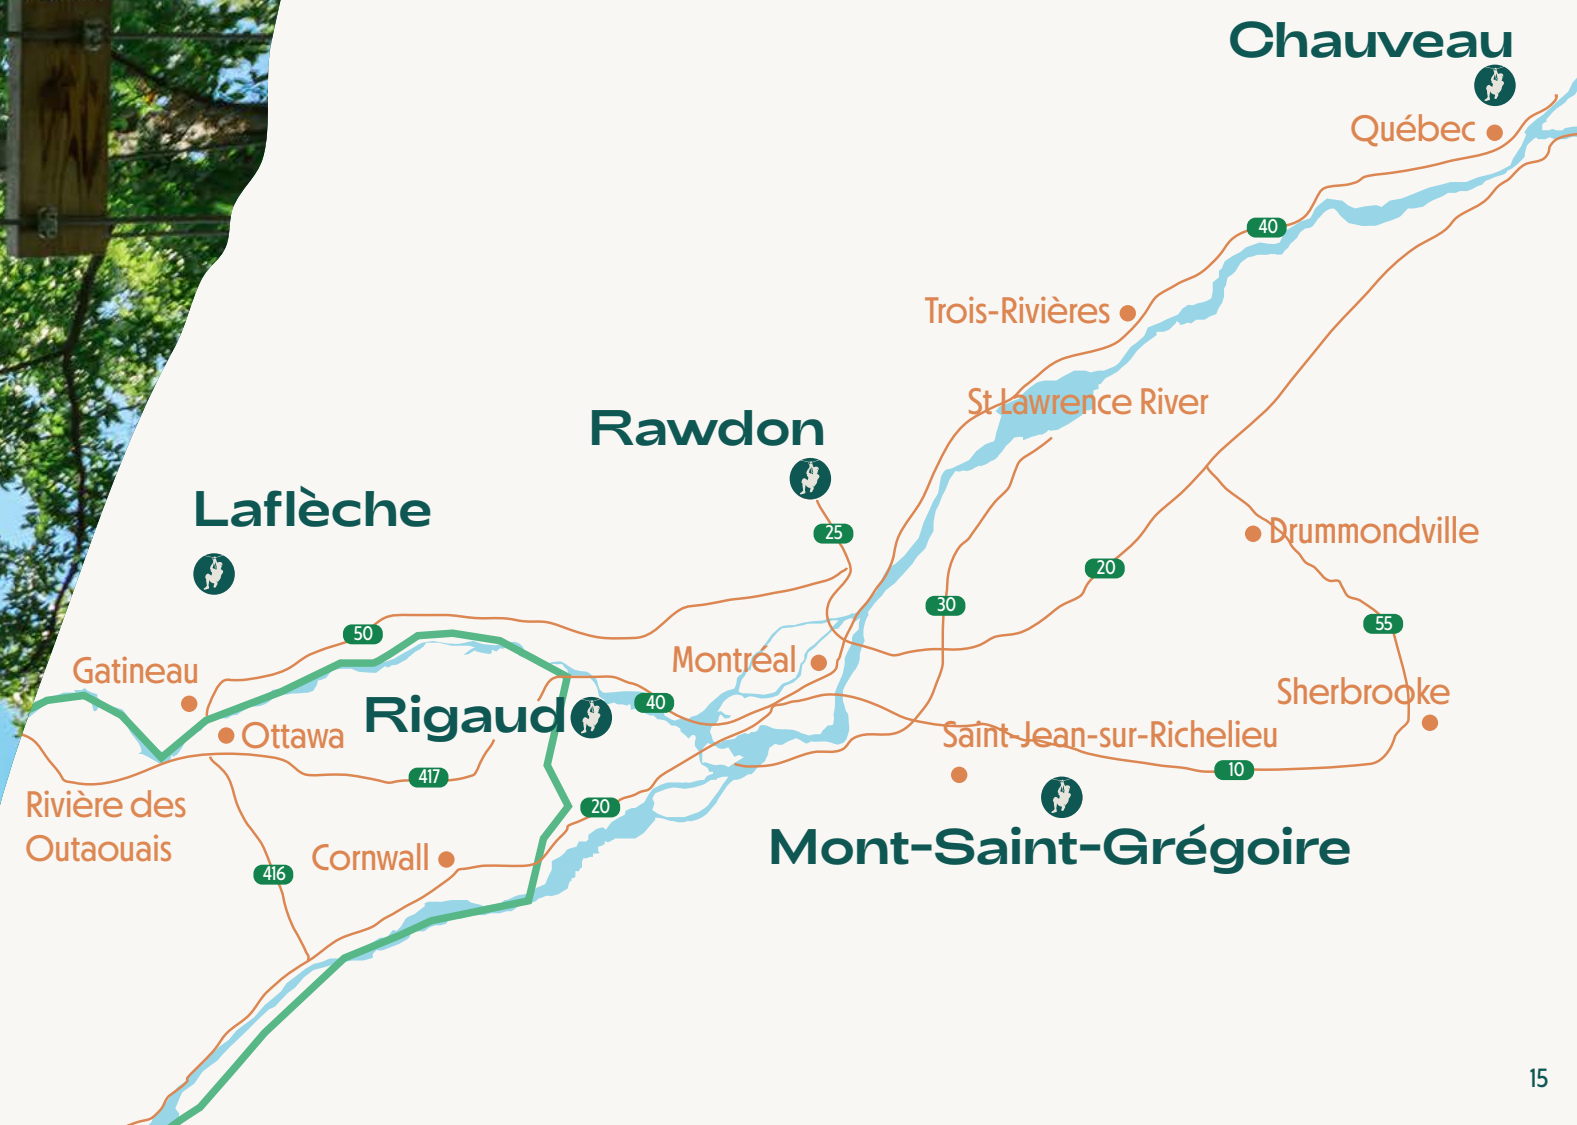 Chauveau
Québec
40
Trois-Rivières
St Lawrence River
Rawdon
25
Laflèche
Drummondville
20
30
55
50
Gatineau
Montréal
Sherbrooke
Rigaud
40
Ottawa
Saint-Jean-sur-Richelieu
10
417
Rivière des
Outaouais
20
Mont-Saint-Grégoire
Cornwall
416
15